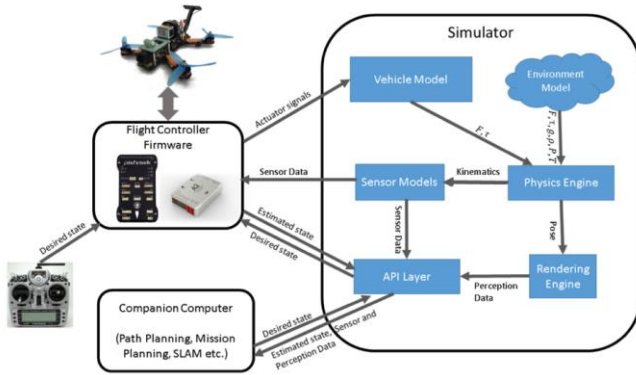 Simulator
Vehicle Model
Environment
Model
Actuator signals
F,τ
F,τ,g,ρ,P,T
Flight Controller
Firmware
Sensor Data
Sensor Models
Kinematics
Physics Engine
Desired state
Estimated state
Desired state
Sensor Data
Pose
API Layer
Perception
Data
Rendering
Engine
Companion Computer
(Path Planning, Mission
Planning, SLAM etc.)
Desired state
Estimated state, Sensor and
Perception Data